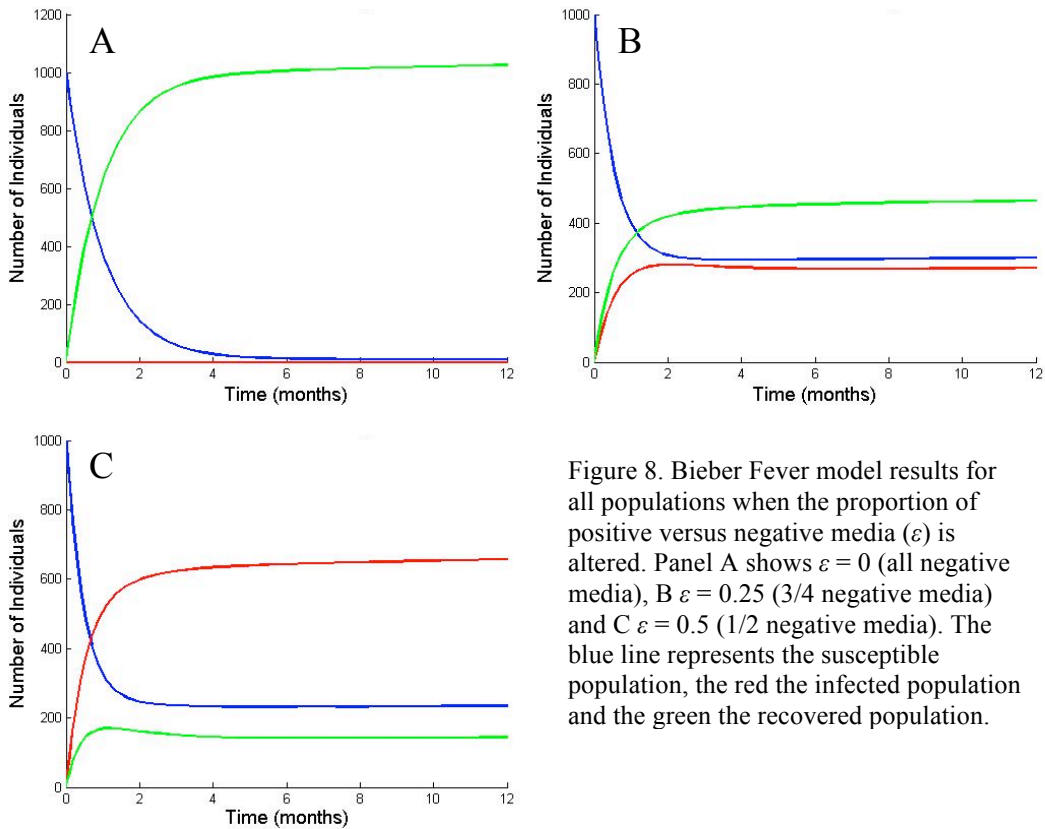 A
1200
1000
800
600
400
200
0
Number of Individuals
0 2 4 6 8 10 12
Time (months)
B
1000
800
600
400
200
0
Number of Individuals
0 2 4 6 8 10 12
Time (months)
C
1000
800
600
400
200
0
Number of Individuals
0 2 4 6 8 10 12
Time (months)
Figure 8. Bieber Fever model results for
all populations when the proportion of
positive versus negative media (ε) is
altered. Panel A shows ε = 0 (all negative
media), B ε = 0.25 (3/4 negative media)
and C ε = 0.5 (1/2 negative media). The
blue line represents the susceptible
population, the red the infected population
and the green the recovered population.